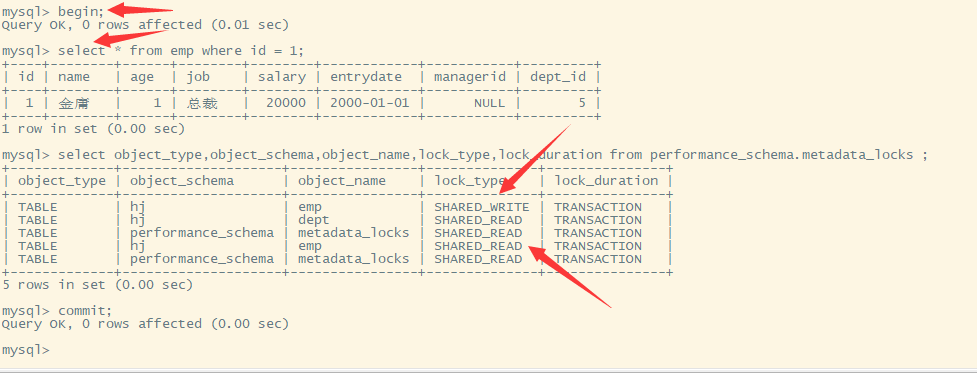 mysql> begin;
Query OK, 0 rows affected (0.01 sec)
mysql> select * from emp where id = 1;
+----+--------+-----+--------+--------+------------+-----------+---------+
| id | name | age | job | salary | entrydate | managerid | dept_id |
+----+--------+-----+--------+--------+------------+-----------+---------+
| 1 | 金庸 | 1 | 总裁 | 20000 | 2000-01-01 | NULL | 5 |
+----+--------+-----+--------+--------+------------+-----------+---------+
1 row in set (0.00 sec)
mysql> select object_type,object_schema,object_name,lock_type,lock_duration from performance_schema.metadata_locks ;
+-------------+--------------------+----------------+--------------+---------------+
| object_type | object_schema | object_name | lock_type | lock_duration |
+-------------+--------------------+----------------+--------------+---------------+
| TABLE | hj | emp | SHARED_WRITE | TRANSACTION |
| TABLE | hj | dept | SHARED_READ | TRANSACTION |
| TABLE | performance_schema | metadata_locks | SHARED_READ | TRANSACTION |
| TABLE | hj | emp | SHARED_READ | TRANSACTION |
| TABLE | performance_schema | metadata_locks | SHARED_READ | TRANSACTION |
+-------------+--------------------+----------------+--------------+---------------+
5 rows in set (0.00 sec)
mysql> commit;
Query OK, 0 rows affected (0.00 sec)
mysql>